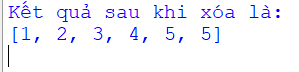 Kết quả sau khi xóa là:
[1, 2, 3, 4, 5, 5]